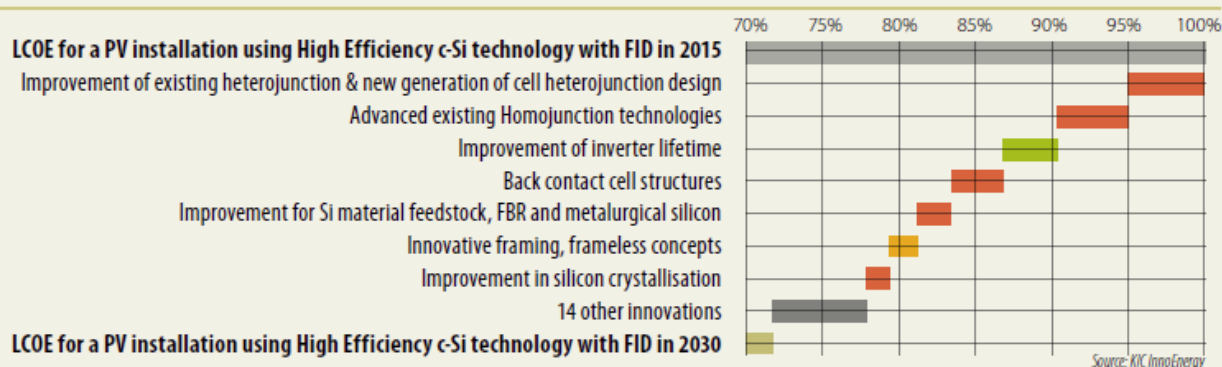 70% 75% 80% 85% 90% 95% 100%
LCOE for a PV installation using High Efficiency c-Si technology with FID in 2015
Improvement of existing heterojunction & new generation of cell heterojunction design
Advanced existing Homojunction technologies
Improvement of inverter lifetime
Back contact cell structures
Improvement for Si material feedstock, FBR and metalurgical silicon
Innovative framing, frameless concepts
Improvement in silicon crystallisation
14 other innovations
LCOE for a PV installation using High Efficiency c-Si technology with FID in 2030
Source: KIC InnoEnergy